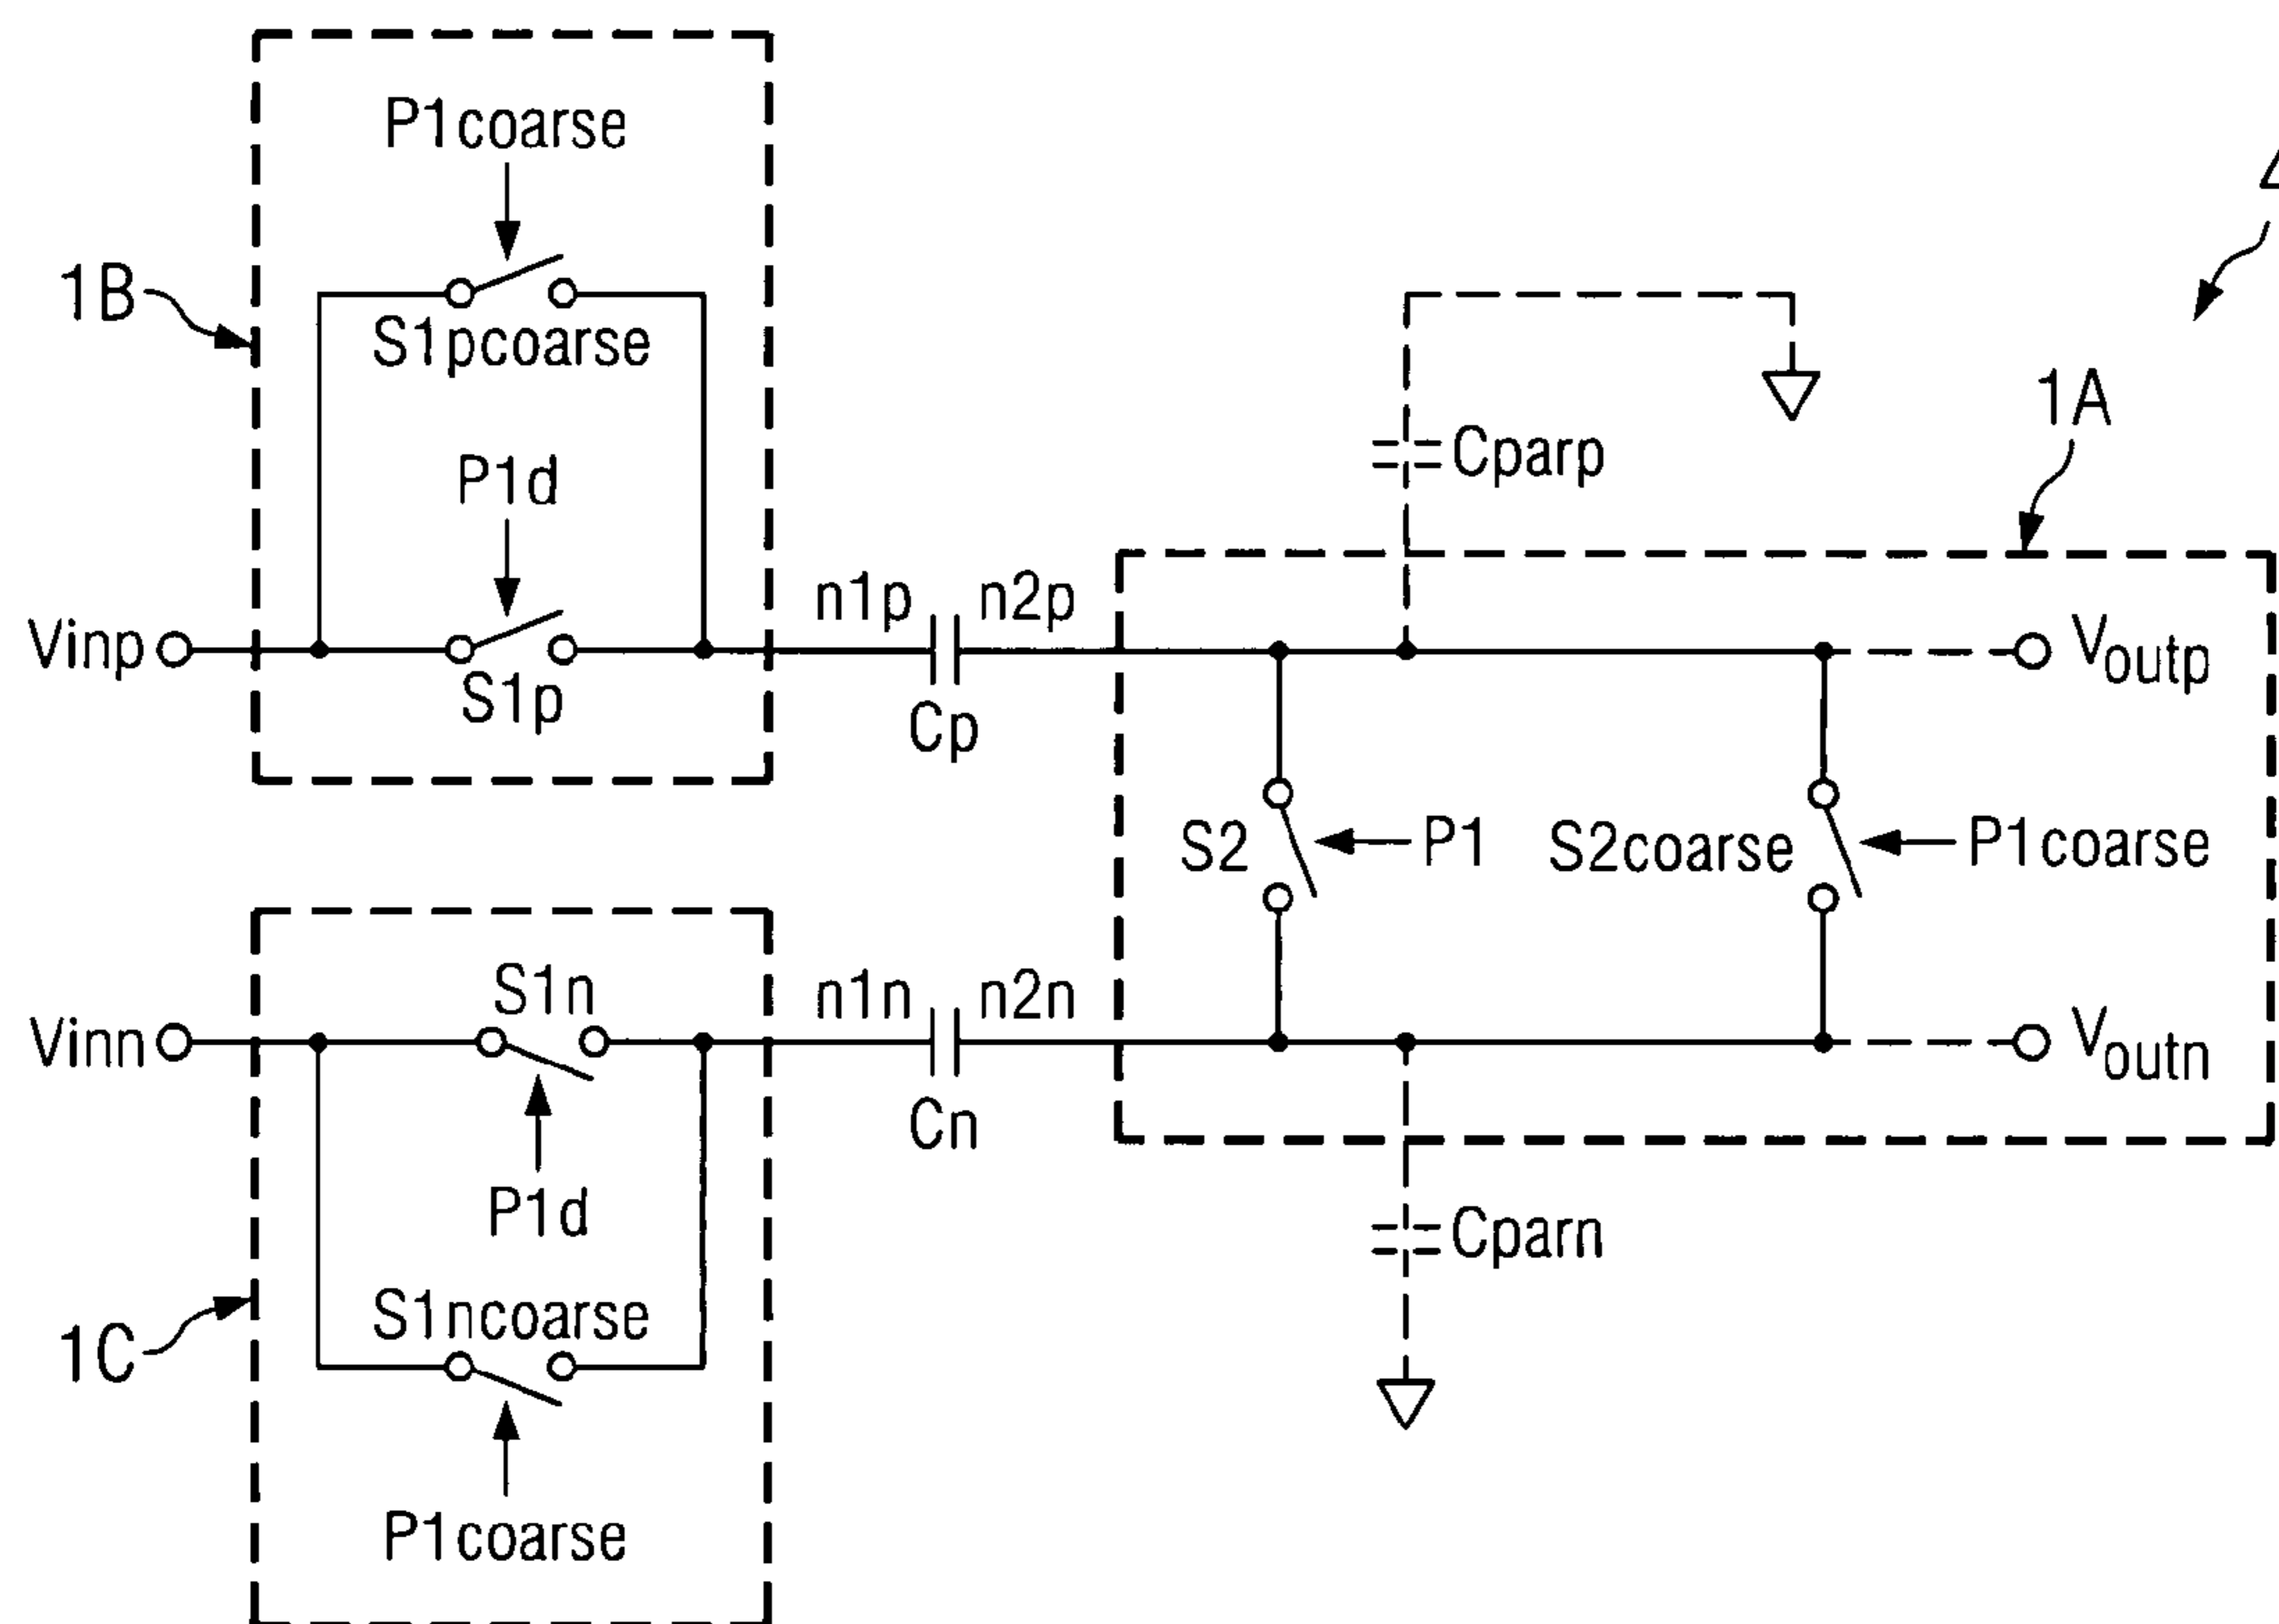 P1coarse
1B
S1pcoarse
P1d
Vinp
S1p
n1p
n2p
Cp
Cparp
1A
Voutp
S2
P1
S2coarse
P1coarse
Vinn
S1n
P1d
n1n
n2n
Cn
Voutn
Cparn
1C
S1ncoarse
P1coarse